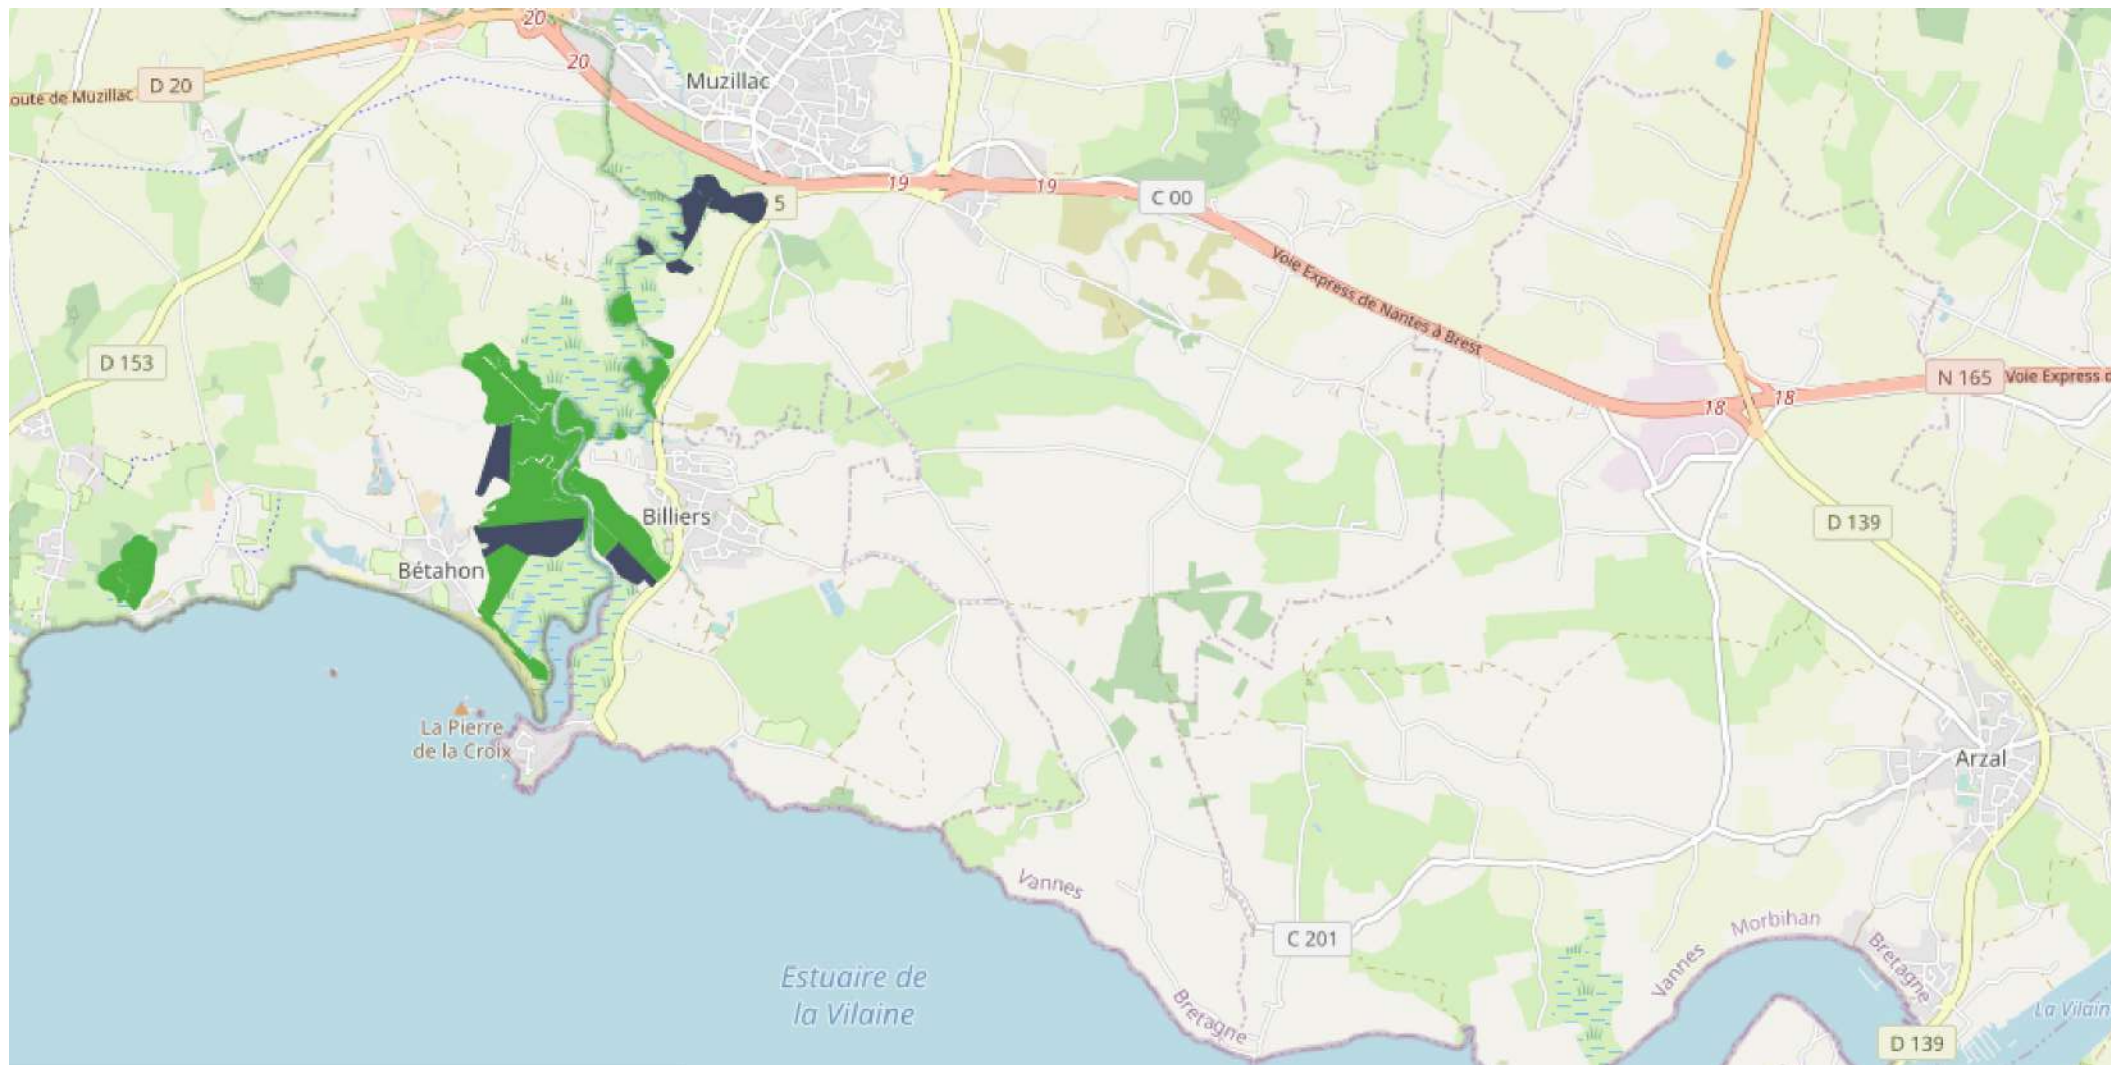 20
20
D 20
oute de Muzillac
Muzillac
5
19
19
C 00
Voie Express de Nantes à Brest
D 153
18
18
N 165
Voie Express d
Billiers
D 139
Bétahon
La Pierre
de la Croix
Arzal
Vannes
C 201
Morbihan
Vannes
Bretagne
Estuaire de
la Vilaine
Bretagne
La Vilain
D 139